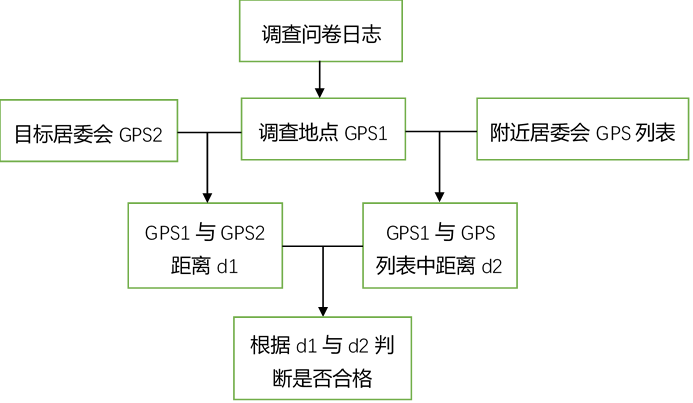 调查问卷日志
目标居委会 GPS2
调查地点 GPS1
附近居委会 GPS 列表
GPS1 与 GPS2
距离 d1
GPS1 与 GPS
列表中距离 d2
根据 d1 与 d2 判
断是否合格